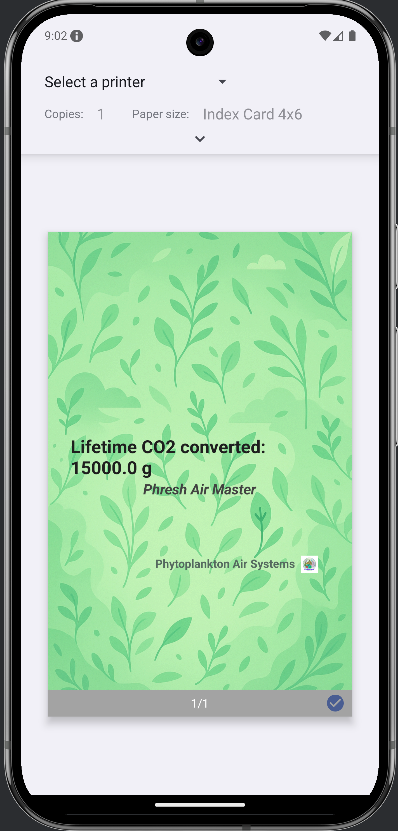 9:02
Select a printer
Copies: 1 Paper size: Index Card 4x6
Lifetime CO2 converted:
15000.0 g
Phresh Air Master
Phytoplankton Air Systems
1/1